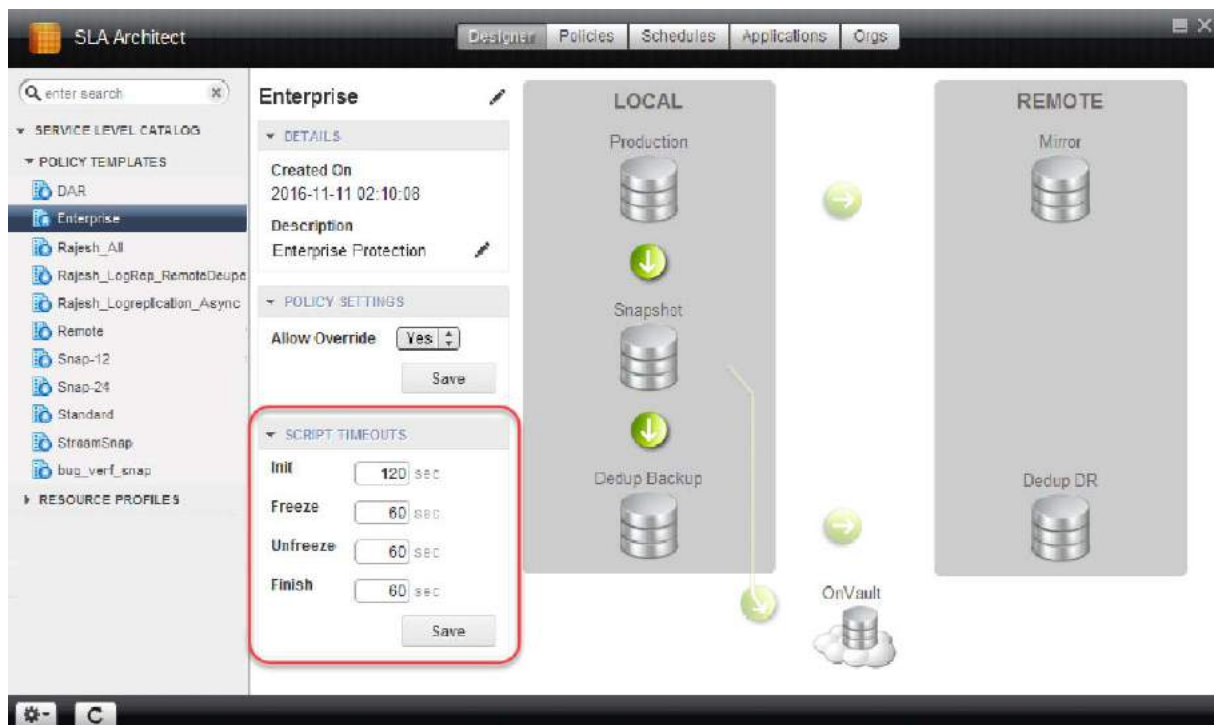 SLA Architect
Designer
Policies
Schedules
Applications
Orgs
enter search
SERVICE LEVEL CATALOG
POLICY TEMPLATES
DAR
Enterprise
Rajesh_All
Rajesh_LogRep_RemoteDeupe
Rajesh_Logreplication_Async
Remote
Snap-12
Snap-24
Standard
StreamSnap
bug_verf_snap
RESOURCE PROFILES
Enterprise
DETAILS
Created On
2016-11-11 02:10:08
Description
Enterprise Protection
POLICY SETTINGS
Allow Override Yes
Save
SCRIPT TIMEOUTS
Init 120 sec
Freeze 60 sec
Unfreeze 60 sec
Finish 60 sec
Save
LOCAL
Production
Snapshot
Dedup Backup
OnVault
REMOTE
Mirror
Dedup DR